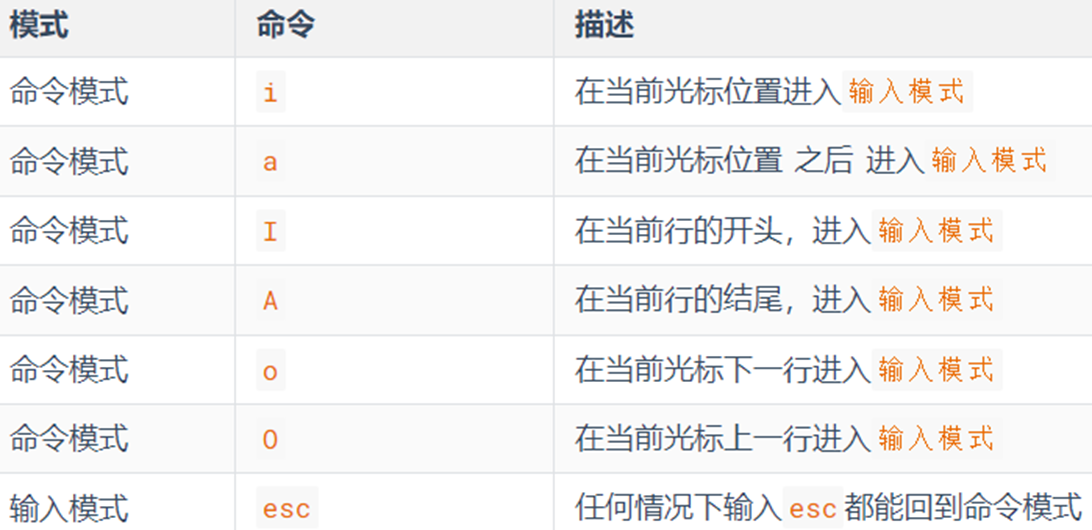 模式 命令 描述
命令模式 i 在当前光标位置进入 输入模式
命令模式 a 在当前光标位置 之后 进入 输入模式
命令模式 I 在当前行的开头，进入 输入模式
命令模式 A 在当前行的结尾，进入 输入模式
命令模式 o 在当前光标下一行进入 输入模式
命令模式 O 在当前光标上一行进入 输入模式
输入模式 esc 任何情况下输入 esc 都能回到命令模式